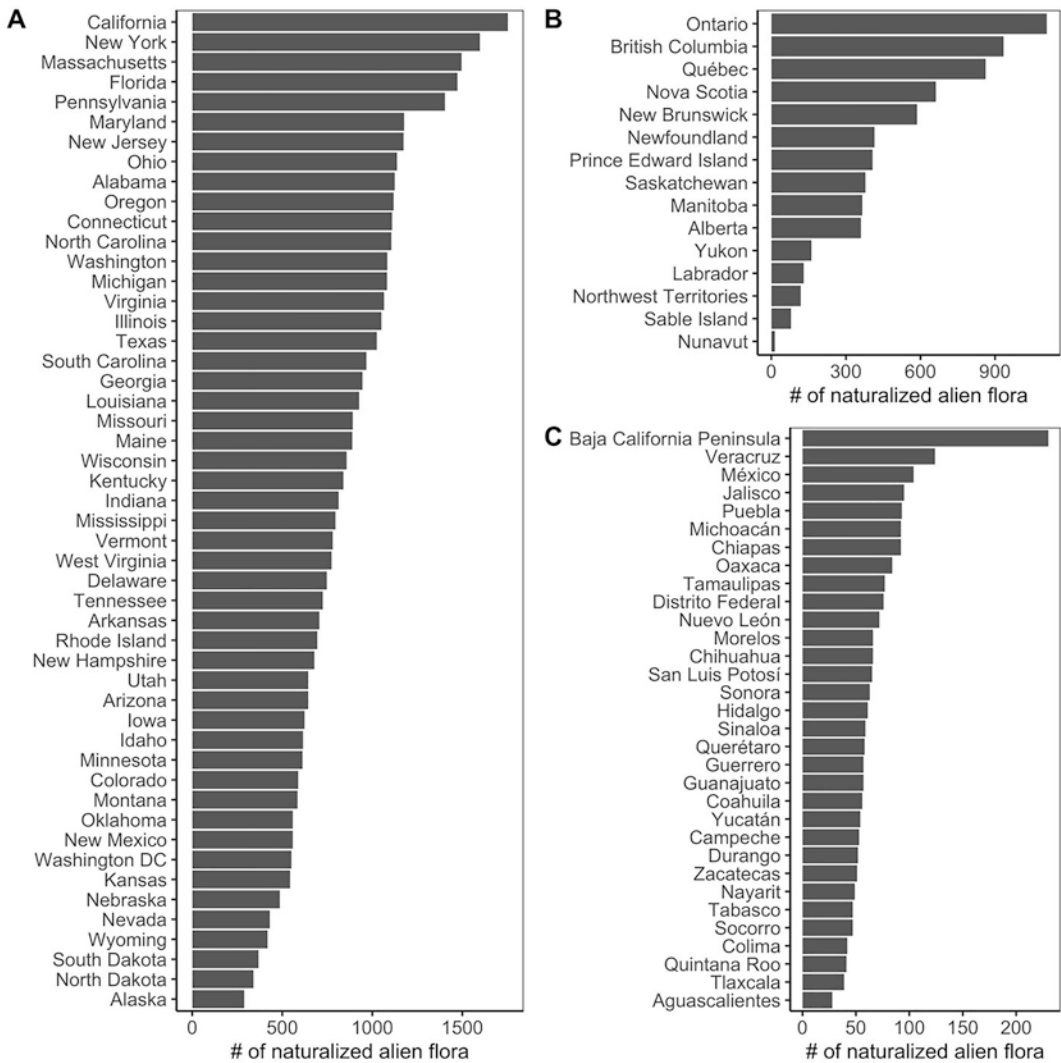 A
California
New York
Massachusetts
Florida
Pennsylvania
Maryland
New Jersey
Ohio
Alabama
Oregon
Connecticut
North Carolina
Washington
Michigan
Virginia
Illinois
Texas
South Carolina
Georgia
Louisiana
Missouri
Maine
Wisconsin
Kentucky
Indiana
Mississippi
Vermont
West Virginia
Delaware
Tennessee
Arkansas
Rhode Island
New Hampshire
Utah
Arizona
Iowa
Idaho
Minnesota
Colorado
Montana
Oklahoma
New Mexico
Washington DC
Kansas
Nebraska
Nevada
Wyoming
South Dakota
North Dakota
Alaska
0 500 1000 1500
# of naturalized alien flora
B
Ontario
British Columbia
Québec
Nova Scotia
New Brunswick
Newfoundland
Prince Edward Island
Saskatchewan
Manitoba
Alberta
Yukon
Labrador
Northwest Territories
Sable Island
Nunavut
0 300 600 900
# of naturalized alien flora
C
Baja California Peninsula
Veracruz
México
Jalisco
Puebla
Michoacán
Chiapas
Oaxaca
Tamaulipas
Distrito Federal
Nuevo León
Morelos
Chihuahua
San Luis Potosí
Sonora
Hidalgo
Sinaloa
Querétaro
Guerrero
Guanajuato
Coahuila
Yucatán
Campeche
Durango
Zacatecas
Nayarit
Tabasco
Socorro
Colima
Quintana Roo
Tlaxcala
Aguascalientes
0 50 100 150 200
# of naturalized alien flora